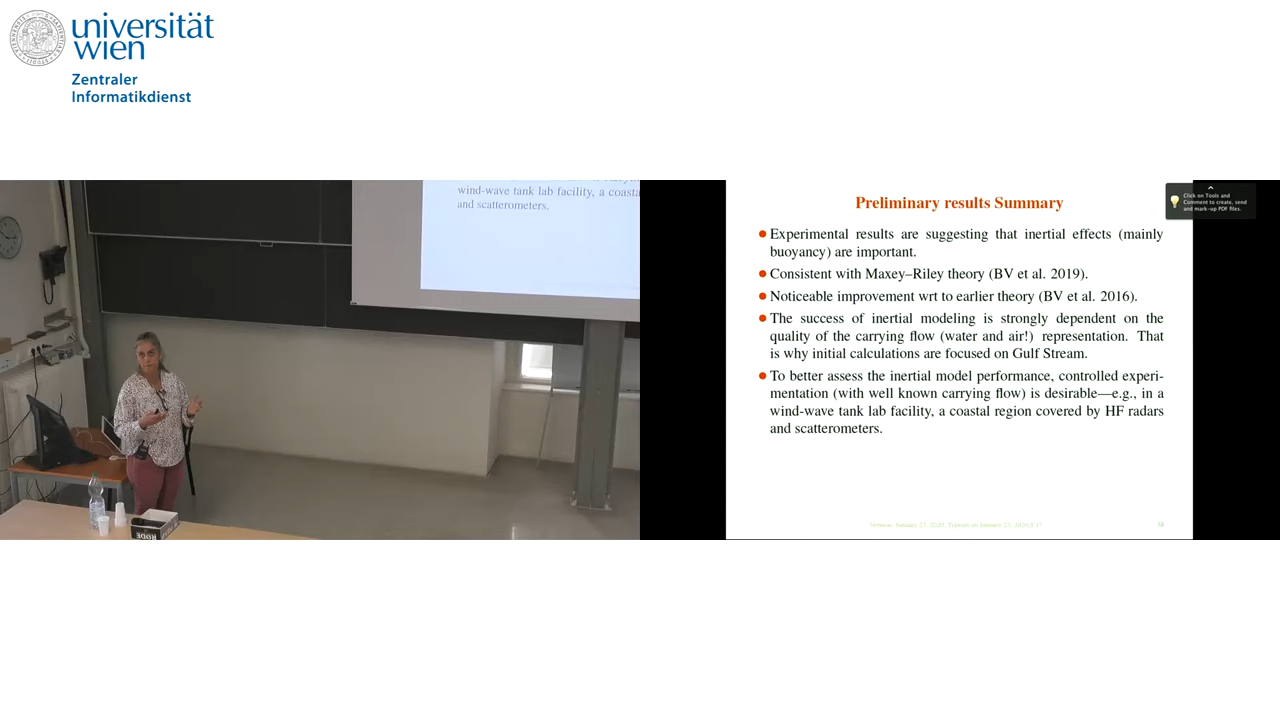 universität
wien
Zentraler
Informatikdienst
wind-wave tank lab facility, a coasta
and scatterometers.
RØDE
Preliminary results Summary
Experimental results are suggesting that inertial effects (mainly
buoyancy) are important.
Consistent with Maxey–Riley theory (BV et al. 2019).
Noticeable improvement wrt to earlier theory (BV et al. 2016).
The success of inertial modeling is strongly dependent on the
quality of the carrying flow (water and air!) representation. That
is why initial calculations are focused on Gulf Stream.
To better assess the inertial model performance, controlled experi-
mentation (with well known carrying flow) is desirable—e.g., in a
wind-wave tank lab facility, a coastal region covered by HF radars
and scatterometers.
Click on Tools and
Comment to create, send
and mark-up PDF files.